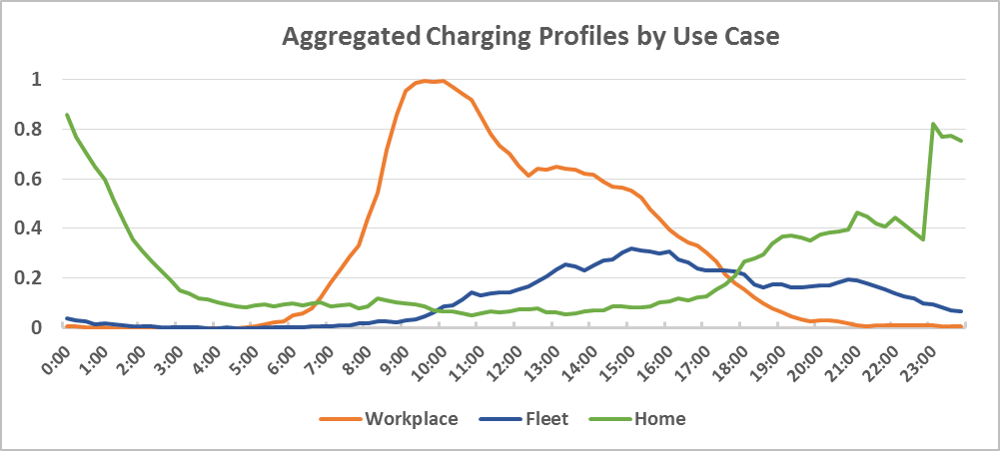 Aggregated Charging Profiles by Use Case
1
0.8
0.6
0.4
0.2
0
0:00 1:00 2:00 3:00 4:00 5:00 6:00 7:00 8:00 9:00 10:00 11:00 12:00 13:00 14:00 15:00 16:00 17:00 18:00 19:00 20:00 21:00 22:00 23:00
Workplace Fleet Home